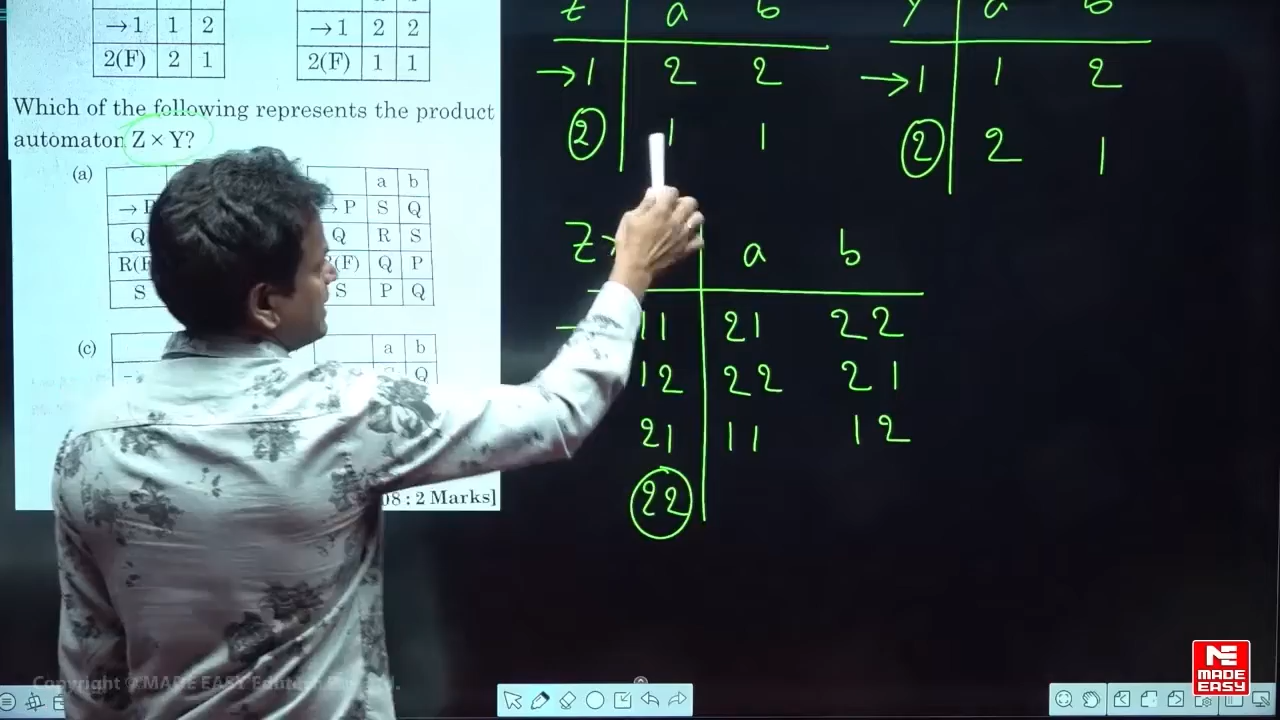 →1 1 2
2(F) 2 1
→1 2 2
2(F) 1 1
Which of the following represents the product
automaton Z × Y?
(a)
a b
→P S Q
Q R S
(F) Q P
S P Q
→
Q
R(F
S
(c)
a b
Q
08 : 2 Marks]
z a b
→1 2 2
2 1 1
Y a b
→1 1 2
2 2 1
Z a b
11 21 22
12 22 21
21 11 12
22
Copyright © MADE EASY
ME
MADE
EASY